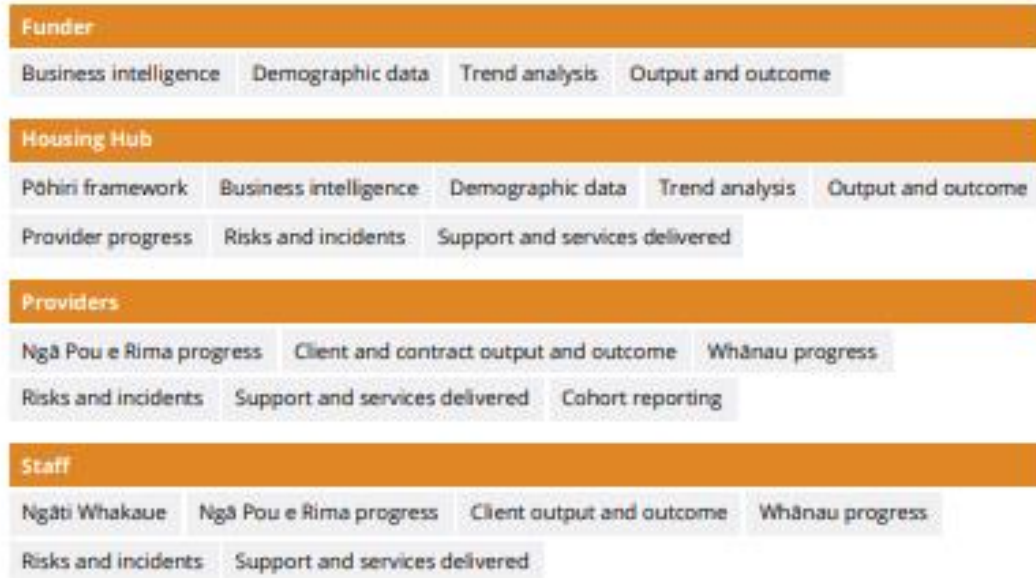 Funder
Business intelligence Demographic data Trend analysis Output and outcome
Housing Hub
Pōhiri framework Business intelligence Demographic data Trend analysis Output and outcome
Provider progress Risks and incidents Support and services delivered
Providers
Ngā Pou e Rima progress Client and contract output and outcome Whānau progress
Risks and incidents Support and services delivered Cohort reporting
Staff
Ngāti Whakaue Ngā Pou e Rima progress Client output and outcome Whānau progress
Risks and incidents Support and services delivered